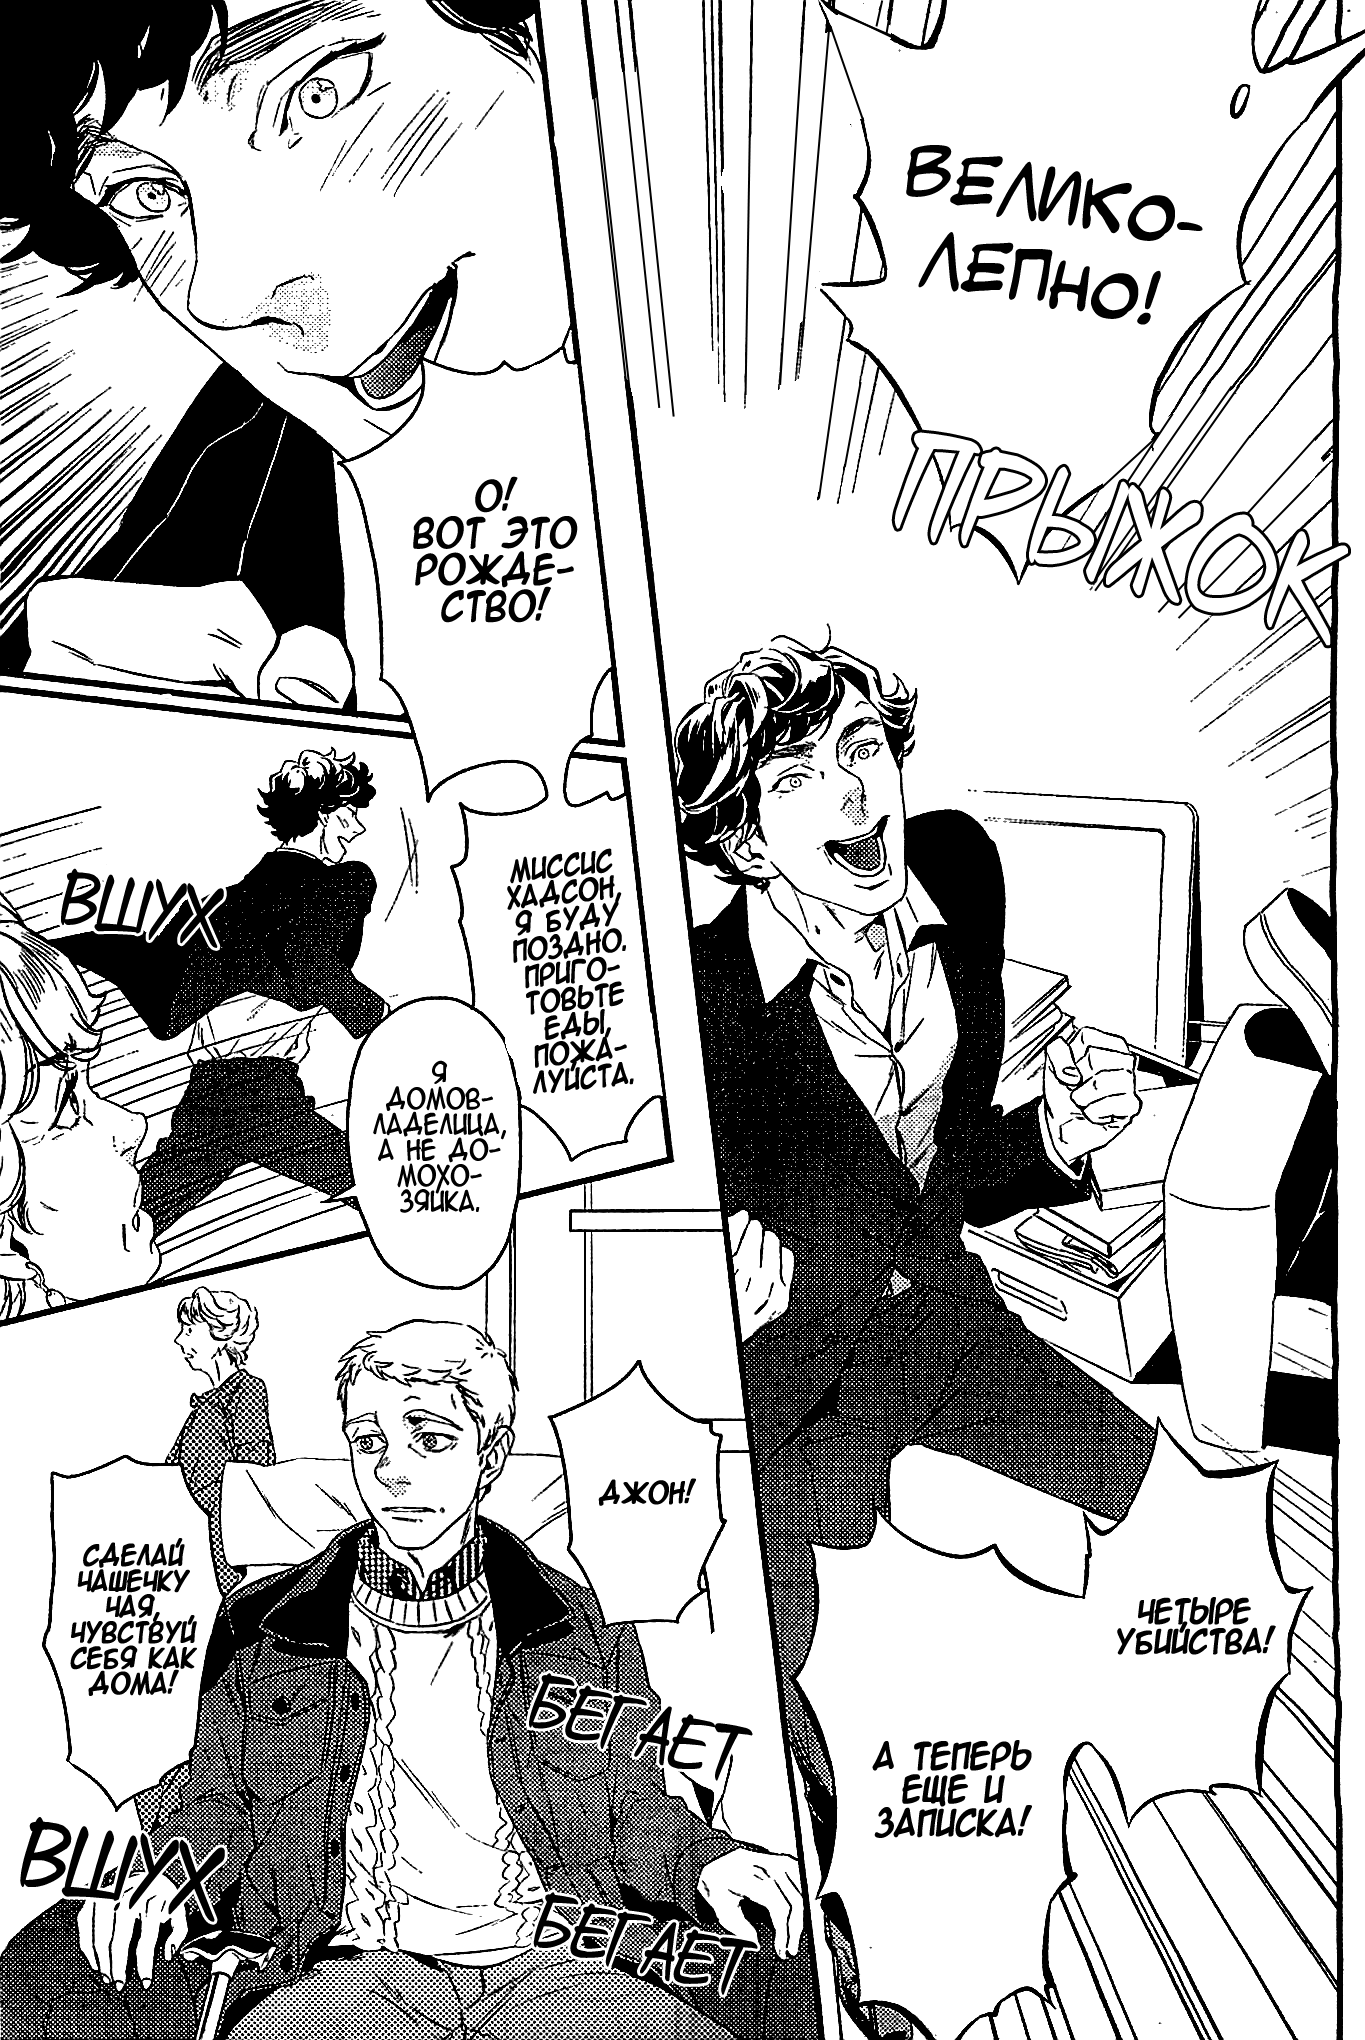 ВЕЛИКО-
ЛЕПНО!
ПРЫЖОК
ЧЕТЫРЕ
УБИЙСТВА!
А ТЕПЕРЬ
ЕЩЕ И
ЗАПИСКА!
О!
ВОТ ЭТО
РОЖДЕ-
СТВО!
МИССИС
ХАДСОН,
Я БУДУ
ПОЗДНО.
ПРИГО-
ТОВЬТЕ
ЕДЫ,
ПОЖА-
ЛУЙСТА.
ВШУХ
Я
ДОМОВ-
ЛАДЕЛИЦА,
А НЕ ДО-
МОХО-
ЗЯЙКА.
ДЖОН!
СДЕЛАЙ
ЧАШЕЧКУ
ЧАЯ,
ЧУВСТВУЙ
СЕБЯ КАК
ДОМА!
БЕГАЕТ
ВШУХ
БЕГАЕТ